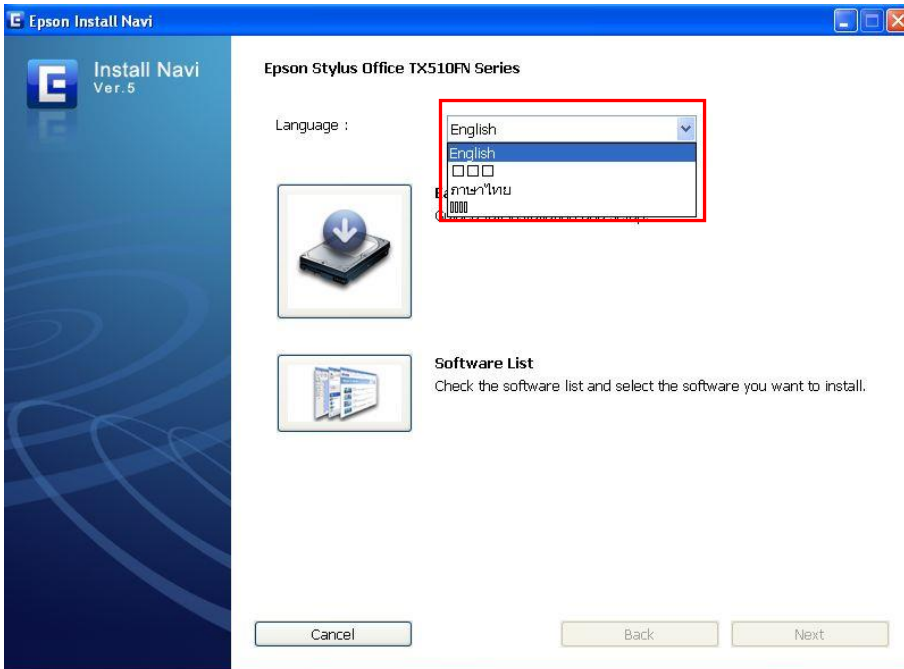 Epson Install Navi
Install Navi
Ver.5
Epson Stylus Office TX510FN Series
Language :
English
English
□□□
ภาษาไทย
▯▯▯▯
Software List
Check the software list and select the software you want to install.
Cancel
Back
Next